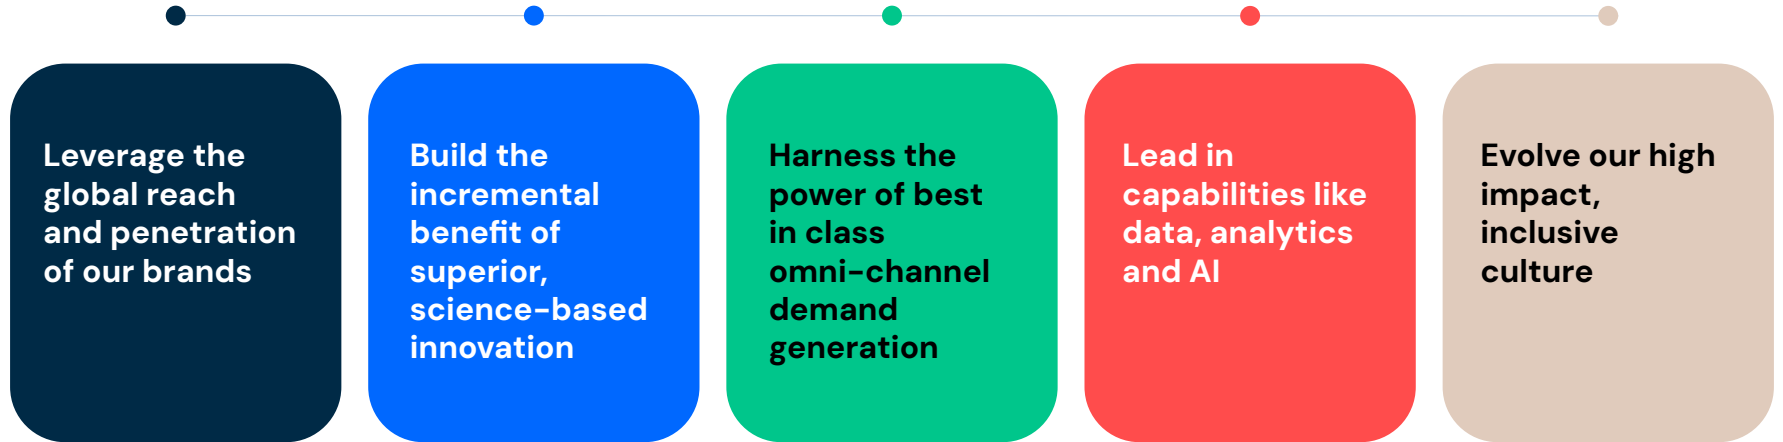 Leverage the
global reach
and penetration
of our brands
Build the
incremental
benefit of
superior,
science-based
innovation
Harness the
power of best
in class
omni-channel
demand
generation
Lead in
capabilities like
data, analytics
and AI
Evolve our high
impact,
inclusive
culture